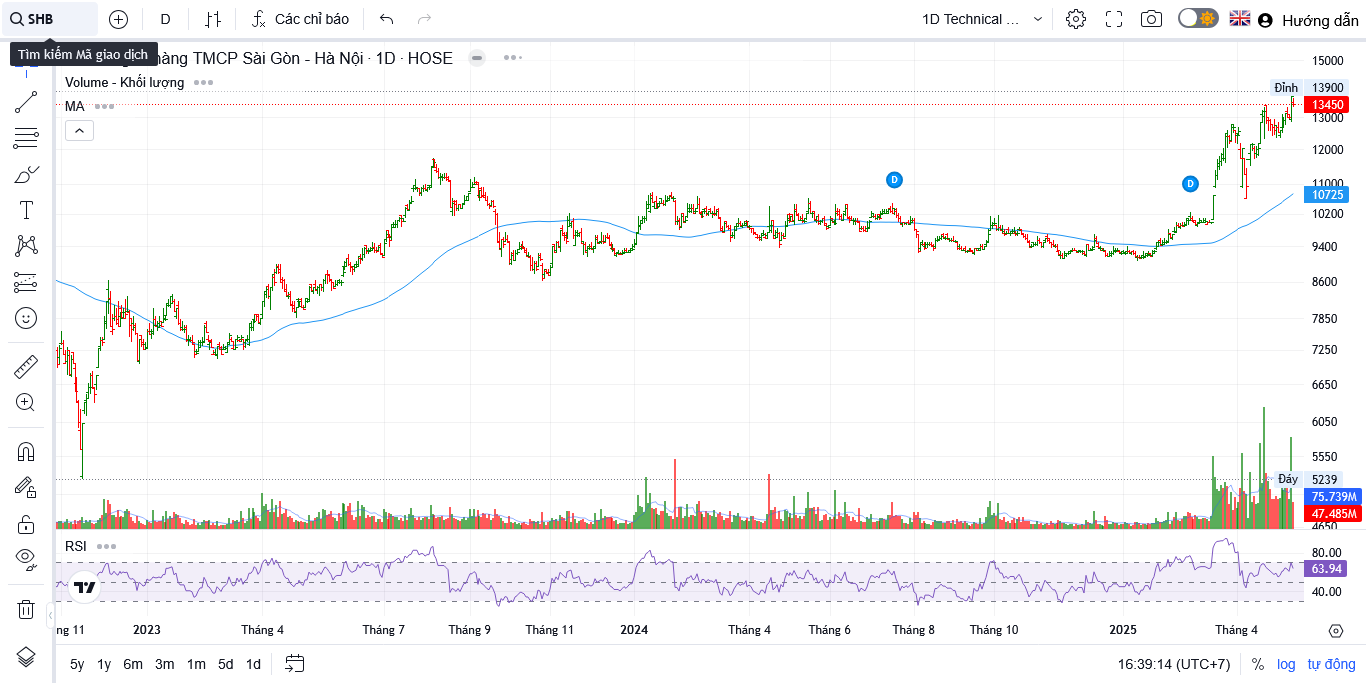 SHB
D
Các chỉ báo
1D Technical ...
Hướng dẫn
Tìm kiếm Mã giao dịch
hàng TMCP Sài Gòn - Hà Nội · 1D · HOSE
Volume - Khối lượng
MA
15000
Đỉnh 13900
13450
13000
12000
11000
10725
10200
9400
8600
7850
7250
6650
6050
5550
Đáy 5239
75.739M
47.485M
4650
D
D
RSI
80.00
63.94
40.00
ng 11 2023 Tháng 4 Tháng 7 Tháng 9 Tháng 11 2024 Tháng 4 Tháng 6 Tháng 8 Tháng 10 2025 Tháng 4
5y 1y 6m 3m 1m 5d 1d
16:39:14 (UTC+7) % log tự động